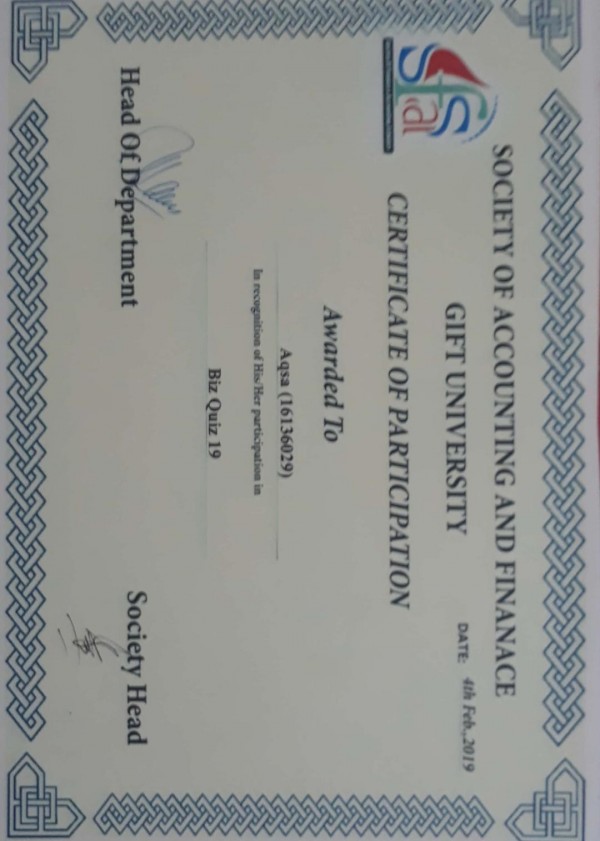 SOCIETY OF ACCOUNTING AND FINANACE
GIFT UNIVERSITY
DATE: 4th Feb.,2019
sfa
CERTIFICATE OF PARTICIPATION
Awarded To
Aqsa (16136029)
In recognition of His/Her participation in
Biz Quiz 19
Head Of Department
Society Head